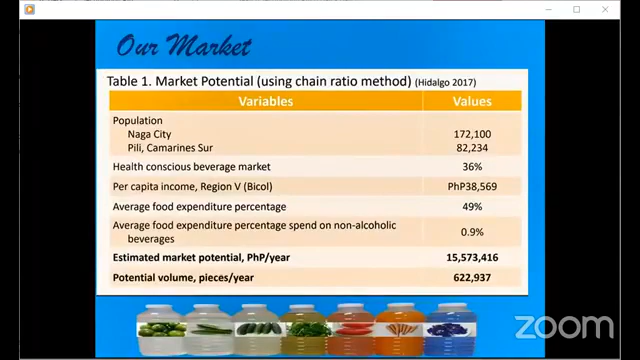 Our Market
Table 1. Market Potential (using chain ratio method) (Hidalgo 2017)
Variables Values
Population
Naga City 172,100
Pili, Camarines Sur 82,234
Health conscious beverage market 36%
Per capita income, Region V (Bicol) PhP38,569
Average food expenditure percentage 49%
Average food expenditure percentage spend on non-alcoholic
beverages 0.9%
Estimated market potential, PhP/year 15,573,416
Potential volume, pieces/year 622,937
zoom